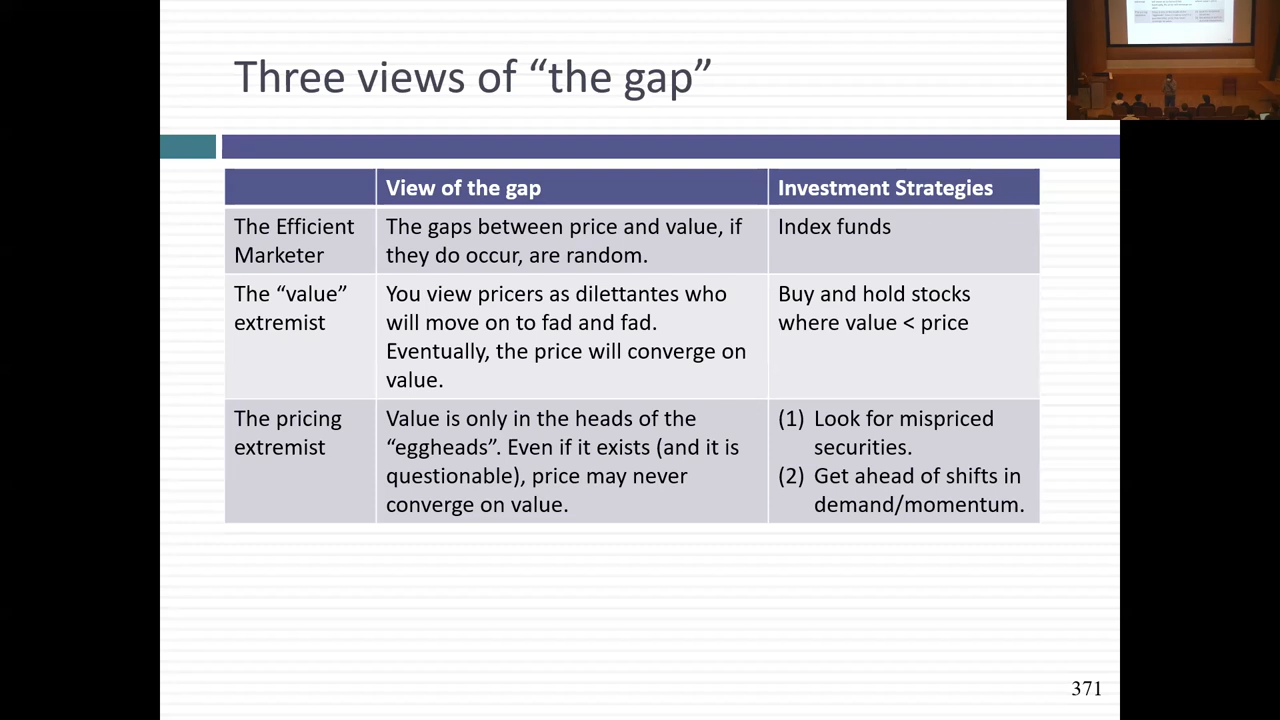 Three views of “the gap”
View of the gap
Investment Strategies
The Efficient
Marketer
The gaps between price and value, if
they do occur, are random.
Index funds
The “value”
extremist
You view pricers as dilettantes who
will move on to fad and fad.
Eventually, the price will converge on
value.
Buy and hold stocks
where value < price
The pricing
extremist
Value is only in the heads of the
“eggheads”. Even if it exists (and it is
questionable), price may never
converge on value.
(1) Look for mispriced
securities.
(2) Get ahead of shifts in
demand/momentum.
371